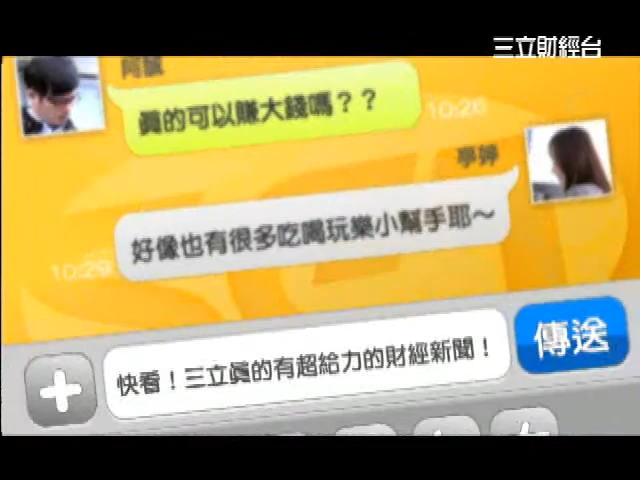 三立財經台
真的可以賺大錢嗎？？
10:26
亭婷
好像也有很多吃喝玩樂小幫手耶～
10:29
快看！三立真的有超給力的財經新聞！
傳送